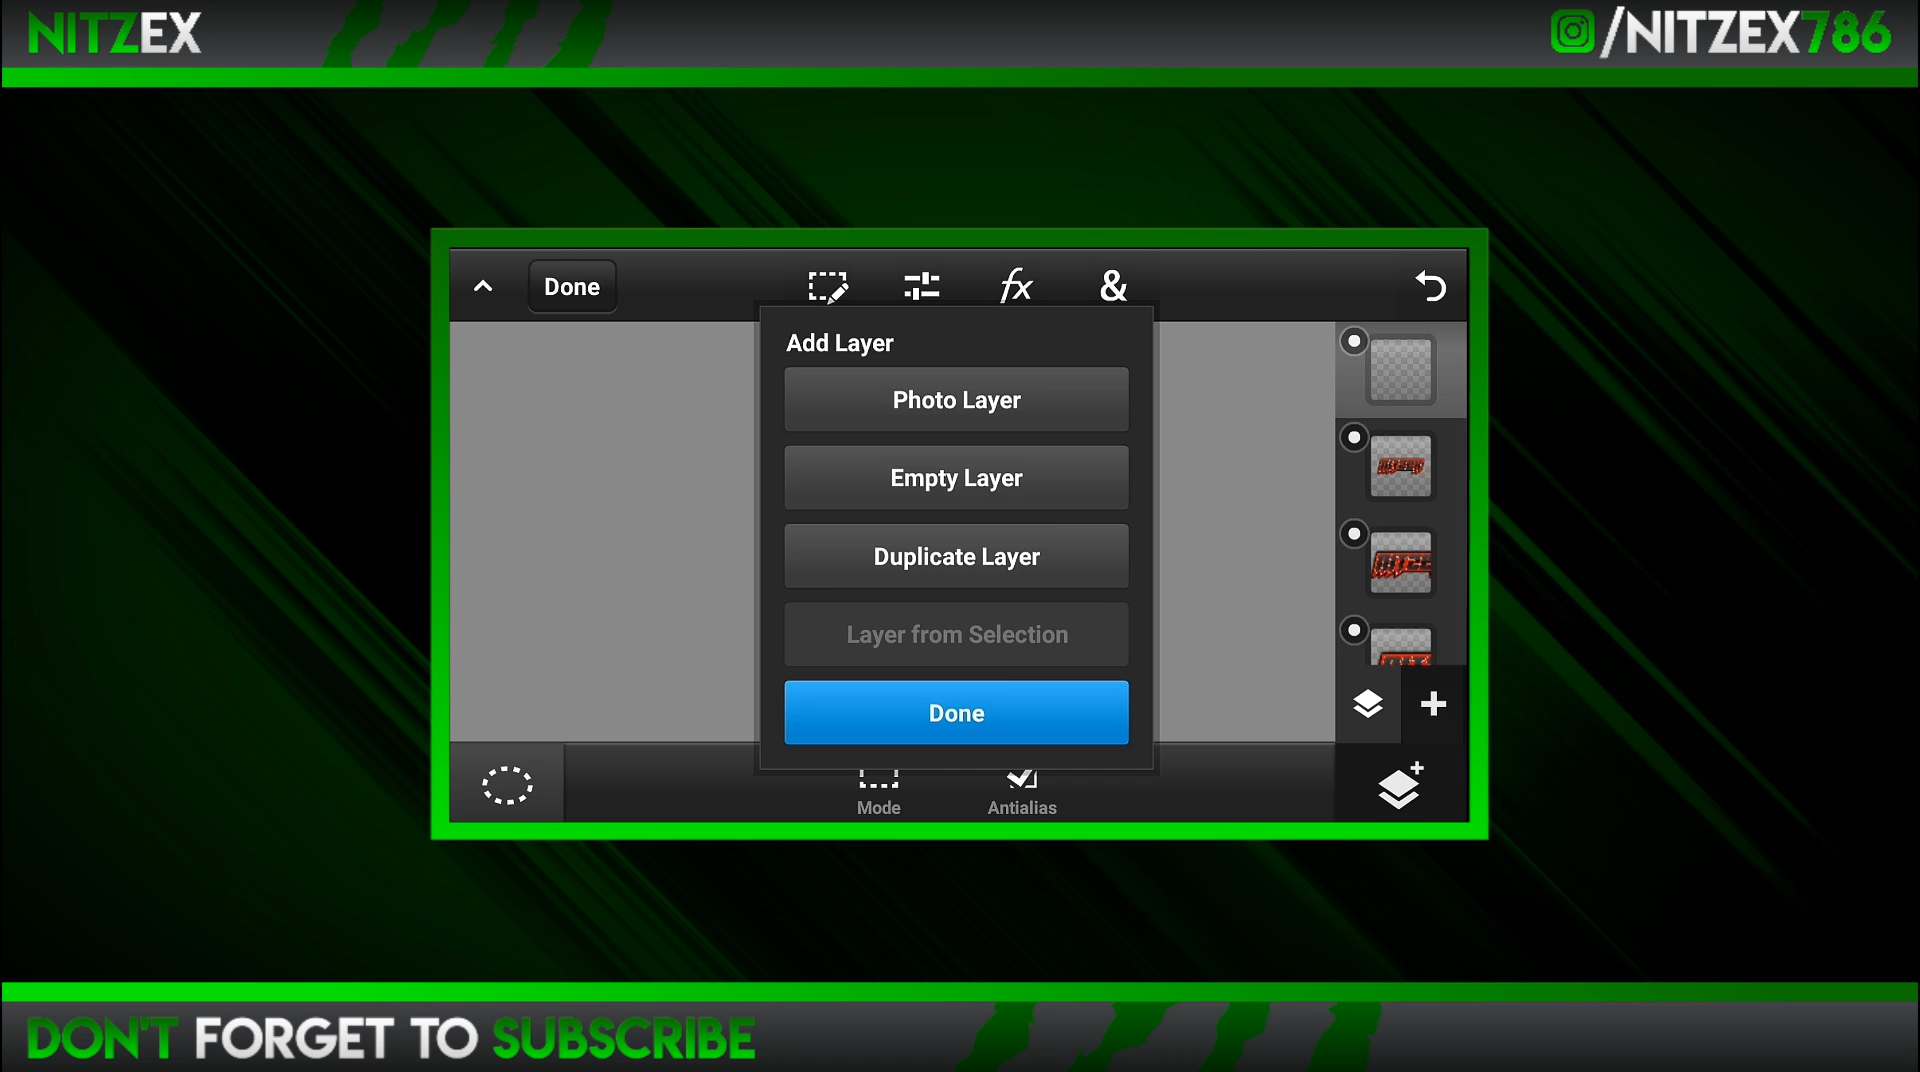 NITZEX
/NITZEX786
Done
fx
&
Add Layer
Photo Layer
Empty Layer
Duplicate Layer
Layer from Selection
Done
Mode
Antialias
DON'T FORGET TO SUBSCRIBE